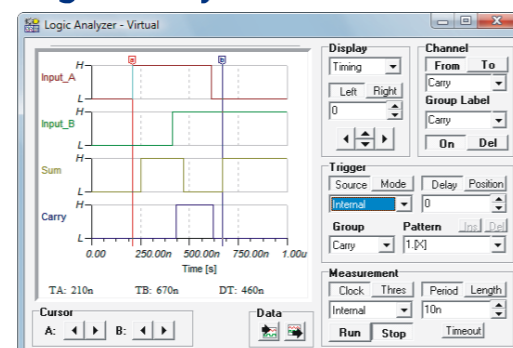 Logic Analyzer - Virtual
H
Input_A
L
H
Input_B
L
H
Sum
L
H
Carry
L
a
b
0.00 250.00n 500.00n 750.00n 1.00u
Time [s]
TA: 210n TB: 670n DT: 460n
Cursor
A: B:
Data
Display
Timing
Left Right
0
Channel
From To
Carry
Group Label
Carry
On Del
Trigger
Source Mode Delay Position
Internal 0
Group Pattern Ins Del
Carry 1.[X]
Measurement
Clock Thres Period Length
Internal 10n
Run Stop Timeout